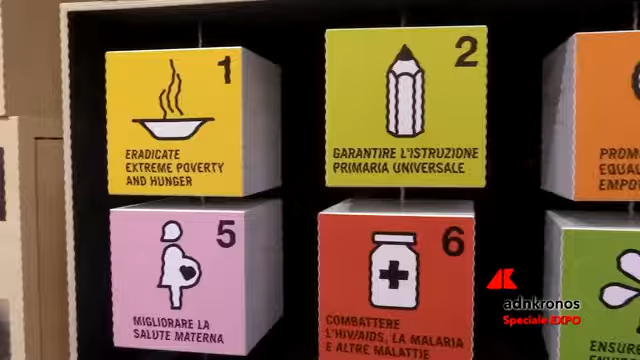 1
ERADICATE
EXTREME POVERTY
AND HUNGER
2
GARANTIRE L'ISTRUZIONE
PRIMARIA UNIVERSALE
5
MIGLIORARE LA
SALUTE MATERNA
6
COMBATTERE
L'HIV/AIDS, LA MALARIA
E ALTRE MALATTIE
adnkronos
Speciale EXPO